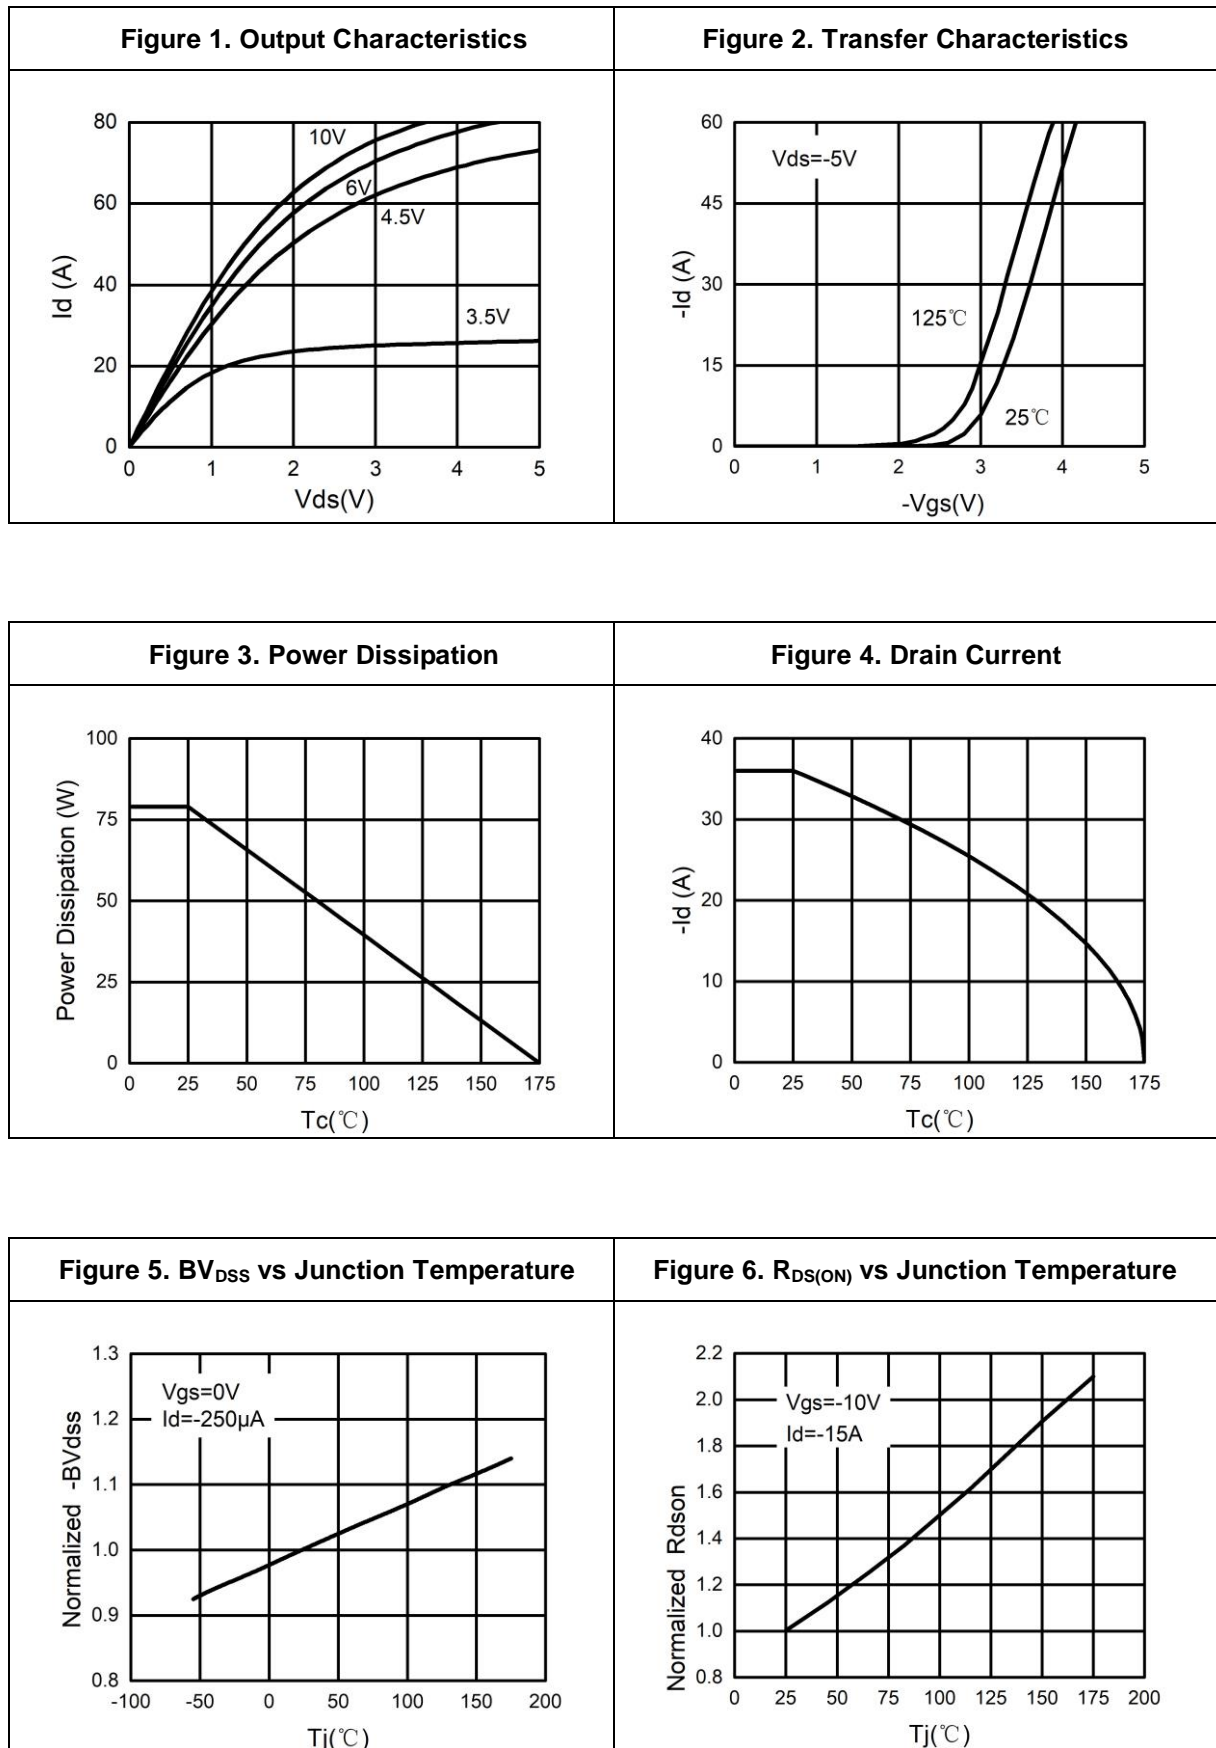 Figure 1. Output Characteristics
Figure 2. Transfer Characteristics
80
60
40
20
0
Id (A)
10V
6V
4.5V
3.5V
0 1 2 3 4 5
Vds(V)
60
45
30
15
0
-Id (A)
Vds=-5V
125℃
25℃
0 1 2 3 4 5
-Vgs(V)
Figure 3. Power Dissipation
Figure 4. Drain Current
100
75
50
25
0
Power Dissipation (W)
0 25 50 75 100 125 150 175
Tc(℃)
40
30
20
10
0
-Id (A)
0 25 50 75 100 125 150 175
Tc(℃)
Figure 5. BVDSS vs Junction Temperature
Figure 6. RDS(ON) vs Junction Temperature
1.3
1.2
1.1
1.0
0.9
0.8
Normalized -BVdss
Vgs=0V
Id=-250μA
-100 -50 0 50 100 150 200
Tj(℃)
2.2
2.0
1.8
1.6
1.4
1.2
1.0
0.8
Normalized Rdson
Vgs=-10V
Id=-15A
0 25 50 75 100 125 150 175 200
Tj(℃)